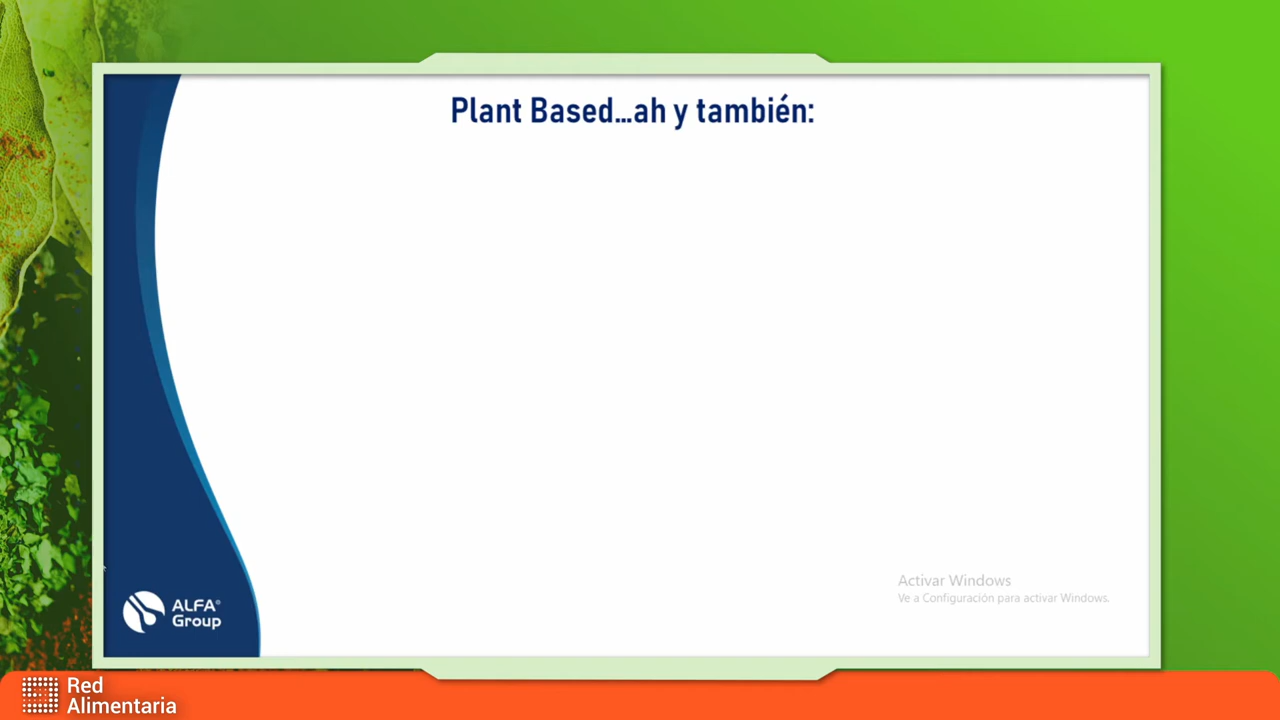 Plant Based...ah y también:
Activar Windows
Ve a Configuración para activar Windows.
ALFA®
Group
Red
Alimentaria